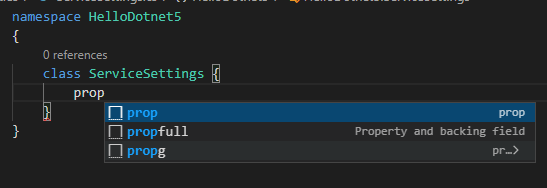 namespace HelloDotnet5
{
0 references
class ServiceSettings {
prop
prop prop
} propfull Property and backing field
} propg pr...